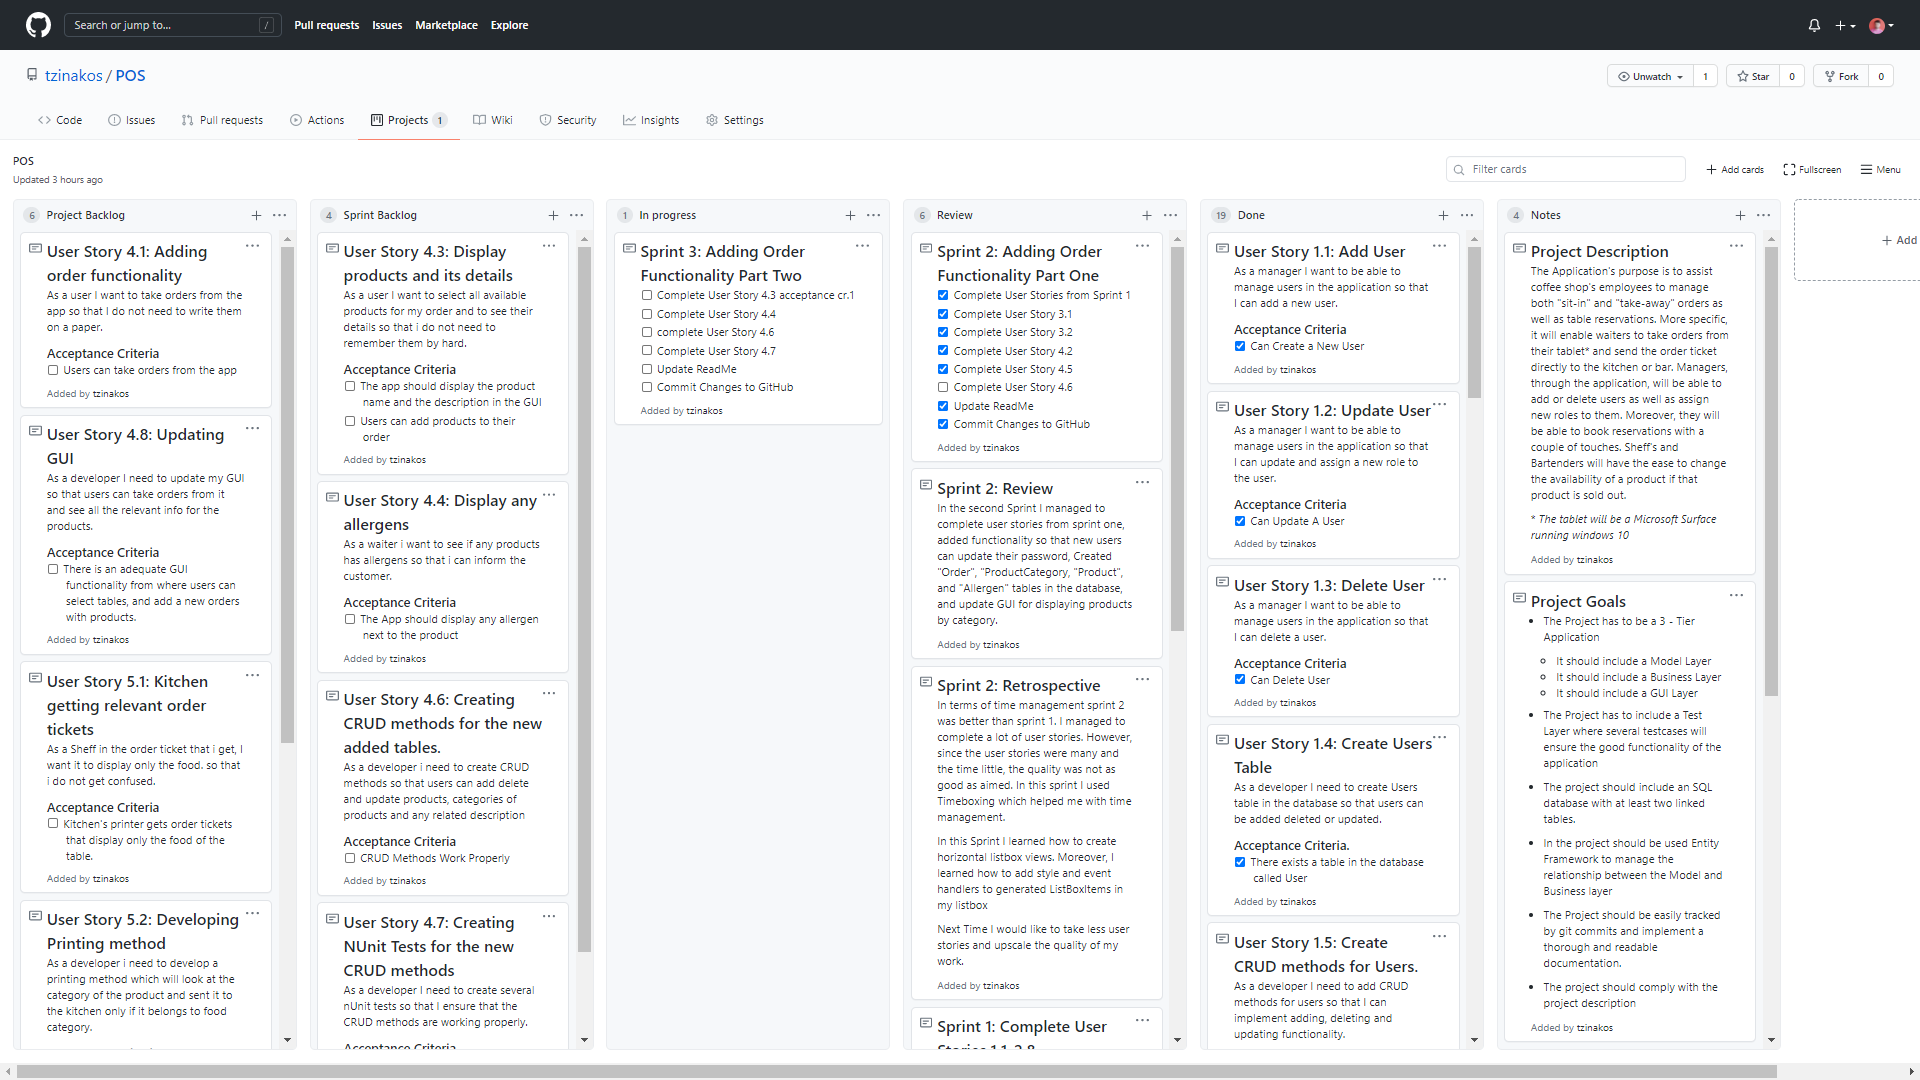 Search or jump to...
/
Pull requests
Issues
Marketplace
Explore
tzinakos / POS
Unwatch
1
Star
0
Fork
0
Code
Issues
Pull requests
Actions
Projects 1
Wiki
Security
Insights
Settings
POS
Updated 3 hours ago
Filter cards
Add cards
Fullscreen
Menu
6 Project Backlog
User Story 4.1: Adding
order functionality
As a user I want to take orders from the
app so that I do not need to write them
on a paper.
Acceptance Criteria
Users can take orders from the app
Added by tzinakos
User Story 4.8: Updating
GUI
As a developer I need to update my GUI
so that users can take orders from it
and see all the relevant info for the
products.
Acceptance Criteria
There is an adequate GUI
functionality from where users can
select tables, and add a new orders
with products.
Added by tzinakos
User Story 5.1: Kitchen
getting relevant order
tickets
As a Sheff in the order ticket that i get, I
want it to display only the food. so that
i do not get confused.
Acceptance Criteria
Kitchen's printer gets order tickets
that display only the food of the
table.
Added by tzinakos
User Story 5.2: Developing
Printing method
As a developer i need to develop a
printing method which will look at the
category of the product and sent it to
the kitchen only if it belongs to food
category.
4 Sprint Backlog
User Story 4.3: Display
products and its details
As a user I want to select all available
products for my order and to see their
details so that i do not need to
remember them by hard.
Acceptance Criteria
The app should display the product
name and the description in the GUI
Users can add products to their
order
Added by tzinakos
User Story 4.4: Display any
allergens
As a waiter i want to see if any products
has allergens so that i can inform the
customer.
Acceptance Criteria
The App should display any allergen
next to the product
Added by tzinakos
User Story 4.6: Creating
CRUD methods for the new
added tables.
As a developer i need to create CRUD
methods so that users can add delete
and update products, categories of
products and any related description
Acceptance Criteria
CRUD Methods Work Properly
Added by tzinakos
User Story 4.7: Creating
NUnit Tests for the new
CRUD methods
As a developer I need to create several
nUnit tests so that I ensure that the
CRUD methods are working properly.
Acceptance Criteria
1 In progress
Sprint 3: Adding Order
Functionality Part Two
Complete User Story 4.3 acceptance cr.1
Complete User Story 4.4
complete User Story 4.6
Complete User Story 4.7
Update ReadMe
Commit Changes to GitHub
Added by tzinakos
6 Review
Sprint 2: Adding Order
Functionality Part One
Complete User Stories from Sprint 1
Complete User Story 3.1
Complete User Story 3.2
Complete User Story 4.2
Complete User Story 4.5
Complete User Story 4.6
Update ReadMe
Commit Changes to GitHub
Added by tzinakos
Sprint 2: Review
In the second Sprint I managed to
complete user stories from sprint one,
added functionality so that new users
can update their password, Created
"Order", "ProductCategory, "Product",
and "Allergen" tables in the database,
and update GUI for displaying products
by category.
Added by tzinakos
Sprint 2: Retrospective
In terms of time management sprint 2
was better than sprint 1. I managed to
complete a lot of user stories. However,
since the user stories were many and
the time little, the quality was not as
good as aimed. In this sprint I used
Timeboxing which helped me with time
management.
In this Sprint I learned how to create
horizontal listbox views. Moreover, I
learned how to add style and event
handlers to generated ListBoxItems in
my listbox
Next Time I would like to take less user
stories and upscale the quality of my
work.
Added by tzinakos
Sprint 1: Complete User
Stories 1.1-2.8
19 Done
User Story 1.1: Add User
As a manager I want to be able to
manage users in the application so that
I can add a new user.
Acceptance Criteria
Can Create a New User
Added by tzinakos
User Story 1.2: Update User
As a manager I want to be able to
manage users in the application so that
I can update and assign a new role to
the user.
Acceptance Criteria
Can Update A User
Added by tzinakos
User Story 1.3: Delete User
As a manager I want to be able to
manage users in the application so that
I can delete a user.
Acceptance Criteria
Can Delete User
Added by tzinakos
User Story 1.4: Create Users
Table
As a developer I need to create Users
table in the database so that users can
be added deleted or updated.
Acceptance Criteria.
There exists a table in the database
called User
Added by tzinakos
User Story 1.5: Create
CRUD methods for Users.
As a developer I need to add CRUD
methods for users so that I can
implement adding, deleting and
updating functionality.
4 Notes
Project Description
The Application's purpose is to assist
coffee shop's employees to manage
both "sit-in" and "take-away" orders as
well as table reservations. More specific,
it will enable waiters to take orders from
their tablet* and send the order ticket
directly to the kitchen or bar. Managers,
through the application, will be able to
add or delete users as well as assign
new roles to them. Moreover, they will
be able to book reservations with a
couple of touches. Sheff's and
Bartenders will have the ease to change
the availability of a product if that
product is sold out.
* The tablet will be a Microsoft Surface
running windows 10
Added by tzinakos
Project Goals
The Project has to be a 3 - Tier
Application
It should include a Model Layer
It should include a Business Layer
It should include a GUI Layer
The Project has to include a Test
Layer where several testcases will
ensure the good functionality of the
application
The project should include an SQL
database with at least two linked
tables.
In the project should be used Entity
Framework to manage the
relationship between the Model and
Business layer
The Project should be easily tracked
by git commits and implement a
thorough and readable
documentation.
The project should comply with the
project description
Added by tzinakos
Add